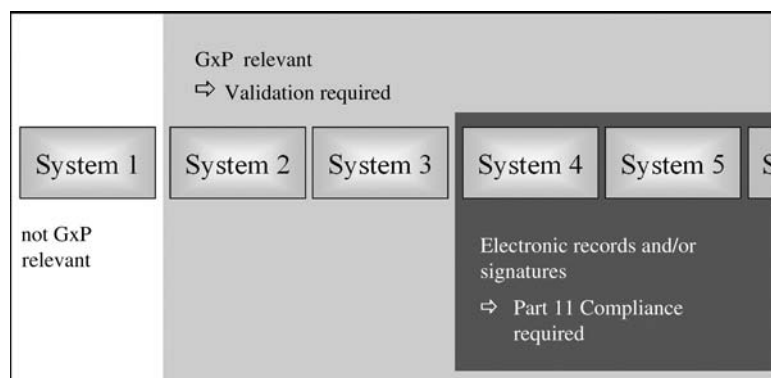 GxP relevant
⇨ Validation required
System 1
System 2
System 3
System 4
System 5
S
not GxP
relevant
Electronic records and/or
signatures
⇨ Part 11 Compliance
required